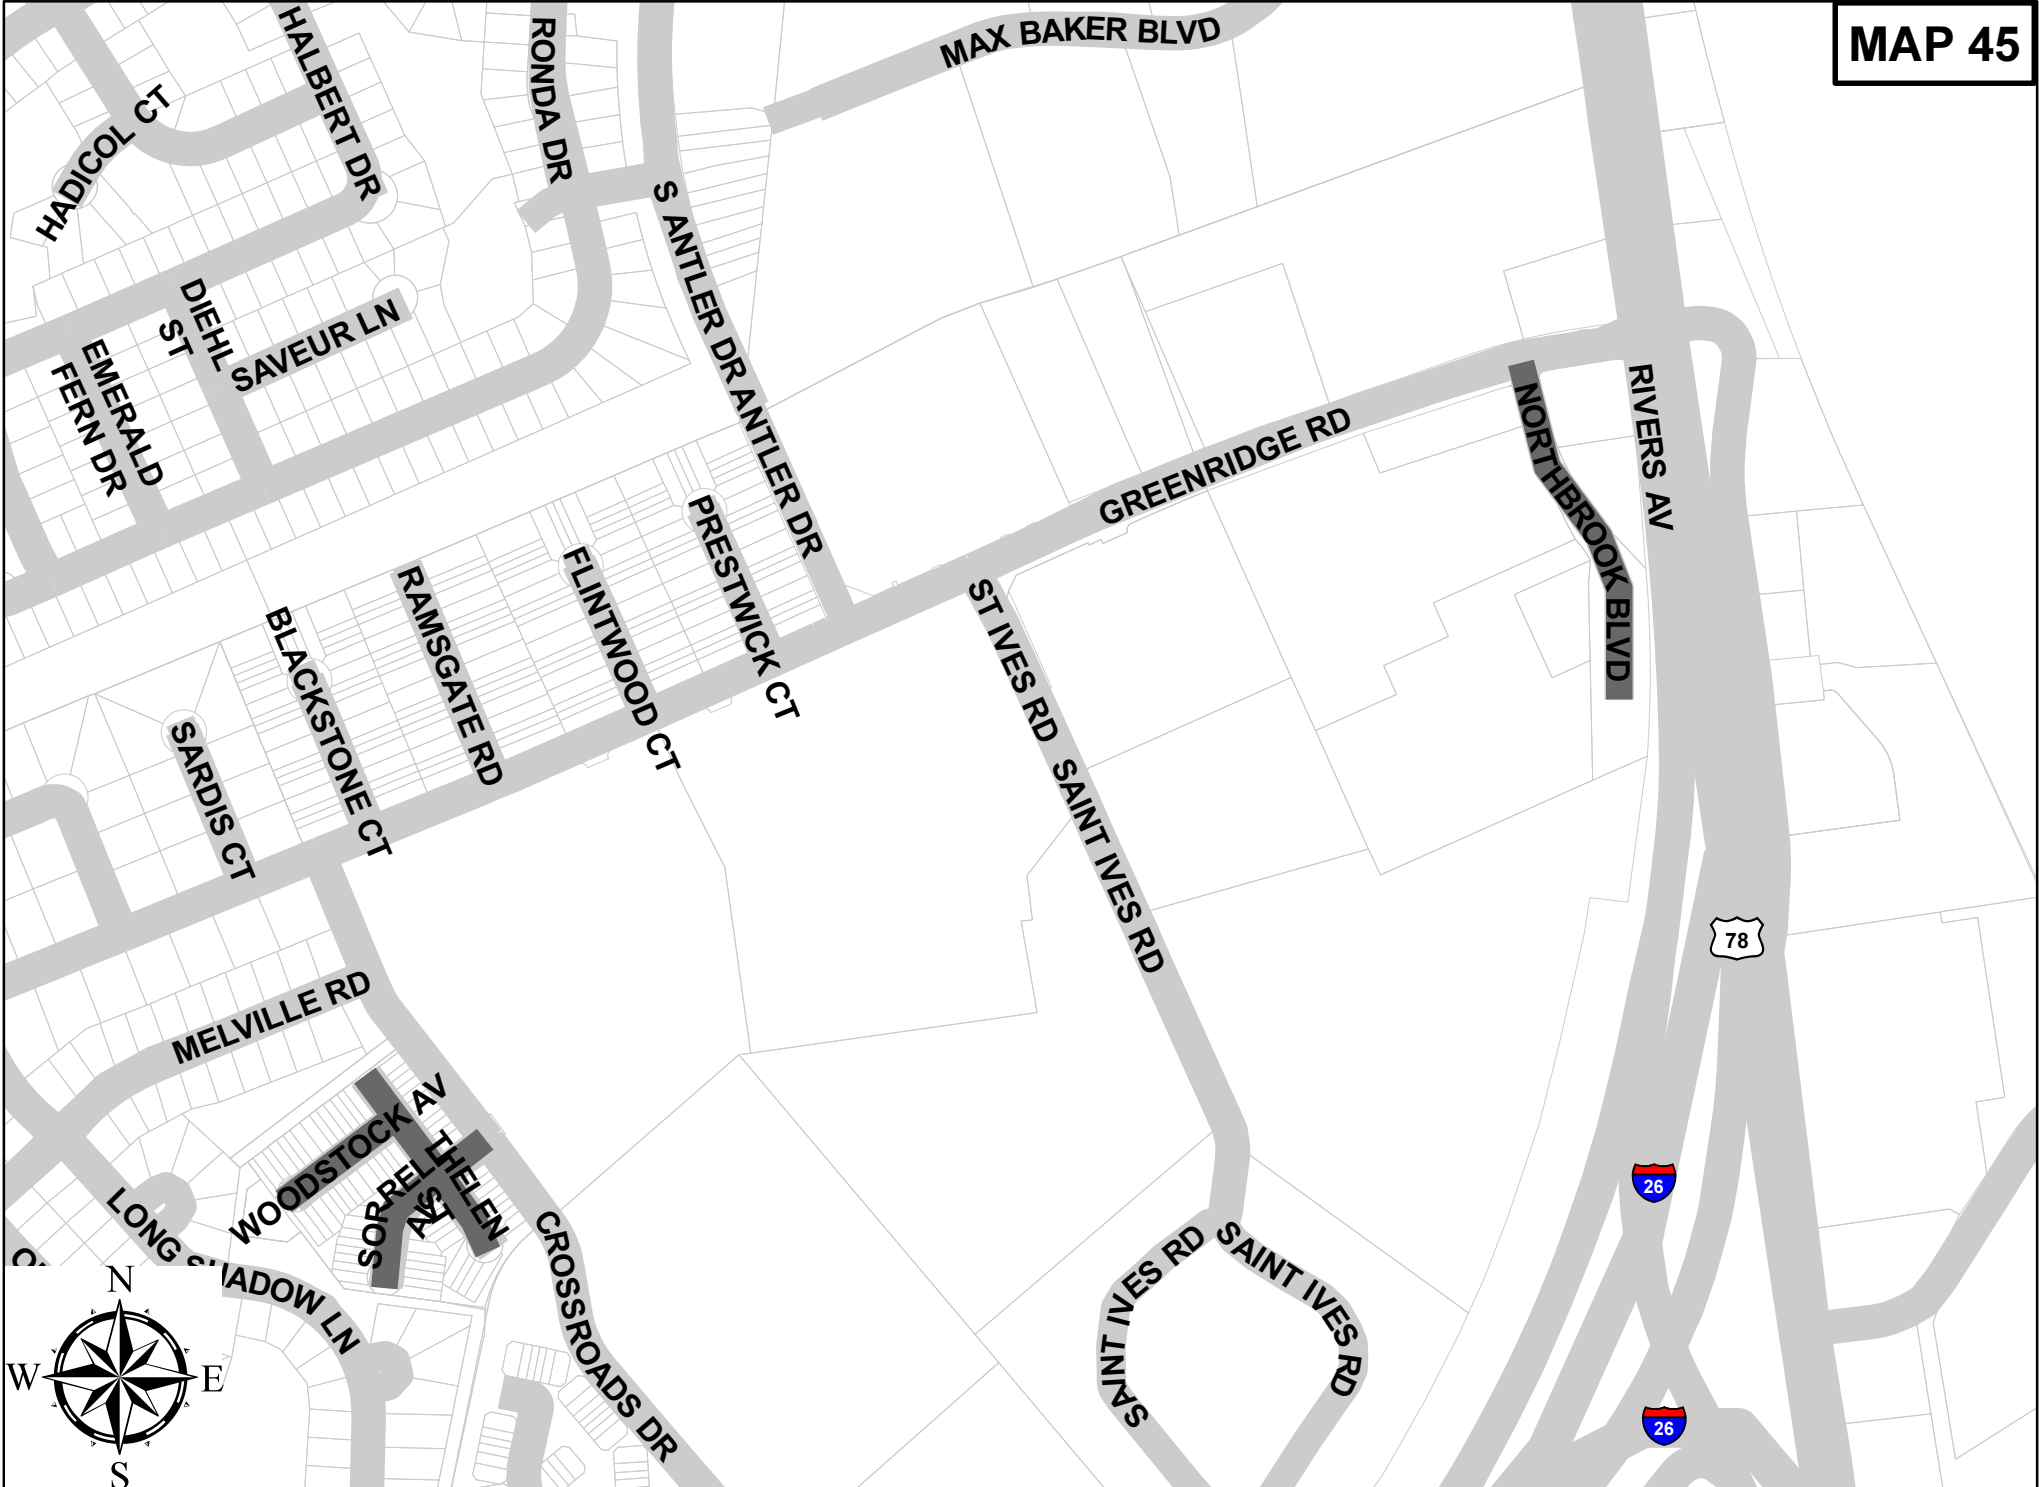 MAP 45
MAX BAKER BLVD
HALBERT DR
RONDA DR
HADICOL CT
S ANTLER DR
ANTLER DR
DIEHL
ST
SAVEUR LN
EMERALD
FERN DR
RIVERS AV
NORTHBROOK BLVD
GREENRIDGE RD
PRESTWICK CT
FLINTWOOD CT
RAMSGATE RD
BLACKSTONE CT
SARDIS CT
ST IVES RD
SAINT IVES RD
78
MELVILLE RD
WOODSTOCK AV
THELEN
ST
SORRELL
AV
26
LONG SHADOW LN
CROSSROADS DR
SAINT IVES RD
SAINT IVES RD
26
N
W
E
S